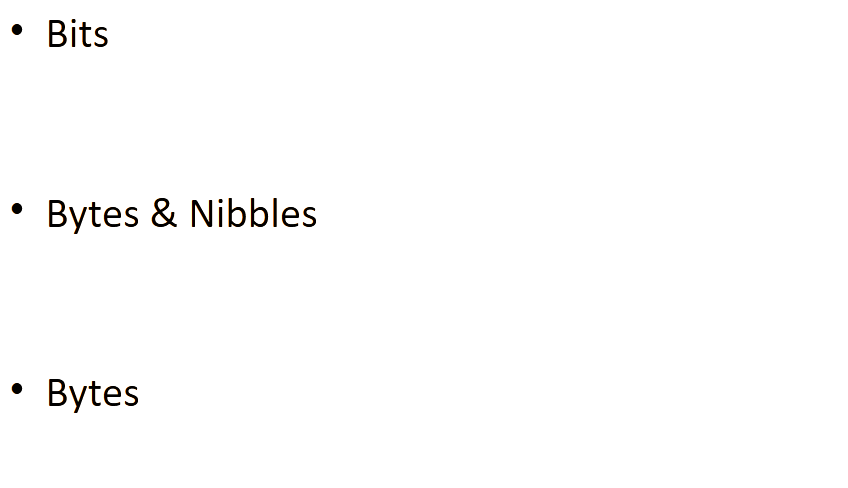 • Bits
• Bytes & Nibbles
• Bytes